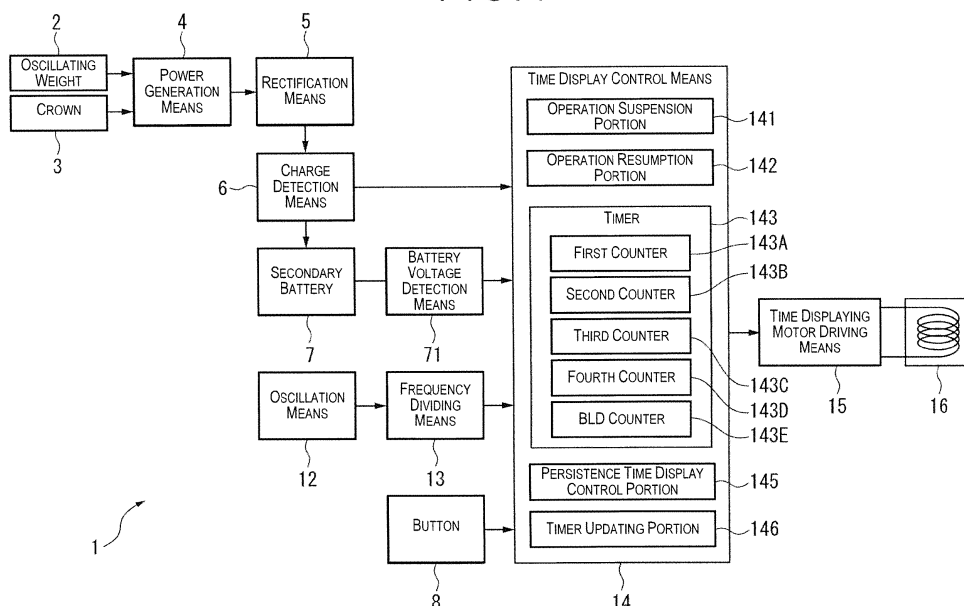 2
OSCILLATING
WEIGHT
CROWN
3
4
POWER
GENERATION
MEANS
5
RECTIFICATION
MEANS
6
CHARGE
DETECTION
MEANS
SECONDARY
BATTERY
7
BATTERY
VOLTAGE
DETECTION
MEANS
71
OSCILLATION
MEANS
12
FREQUENCY
DIVIDING
MEANS
13
BUTTON
8
TIME DISPLAY CONTROL MEANS
OPERATION SUSPENSION
PORTION
141
OPERATION RESUMPTION
PORTION
142
TIMER
143
FIRST COUNTER
143A
SECOND COUNTER
143B
THIRD COUNTER
143C
FOURTH COUNTER
143D
BLD COUNTER
143E
PERSISTENCE TIME DISPLAY
CONTROL PORTION
145
TIMER UPDATING PORTION
146
14
TIME DISPLAYING
MOTOR DRIVING
MEANS
15
16
1